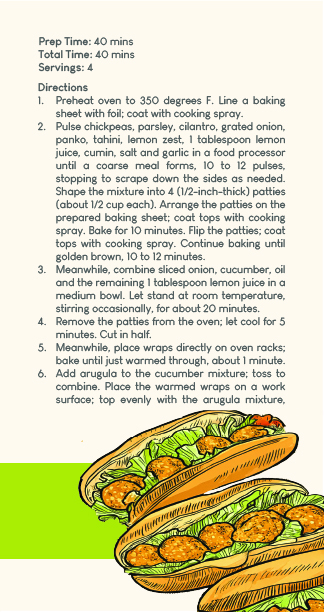 Prep Time: 40 mins
Total Time: 40 mins
Servings: 4
Directions
1. Preheat oven to 350 degrees F. Line a baking
sheet with foil; coat with cooking spray.
2. Pulse chickpeas, parsley, cilantro, grated onion,
panko, tahini, lemon zest, 1 tablespoon lemon
juice, cumin, salt and garlic in a food processor
until a coarse meal forms, 10 to 12 pulses,
stopping to scrape down the sides as needed.
Shape the mixture into 4 (1/2-inch-thick) patties
(about 1/2 cup each). Arrange the patties on the
prepared baking sheet; coat tops with cooking
spray. Bake for 10 minutes. Flip the patties; coat
tops with cooking spray. Continue baking until
golden brown, 10 to 12 minutes.
3. Meanwhile, combine sliced onion, cucumber, oil
and the remaining 1 tablespoon lemon juice in a
medium bowl. Let stand at room temperature,
stirring occasionally, for about 20 minutes.
4. Remove the patties from the oven; let cool for 5
minutes. Cut in half.
5. Meanwhile, place wraps directly on oven racks;
bake until just warmed through, about 1 minute.
6. Add arugula to the cucumber mixture; toss to
combine. Place the warmed wraps on a work
surface; top evenly with the arugula mixture,